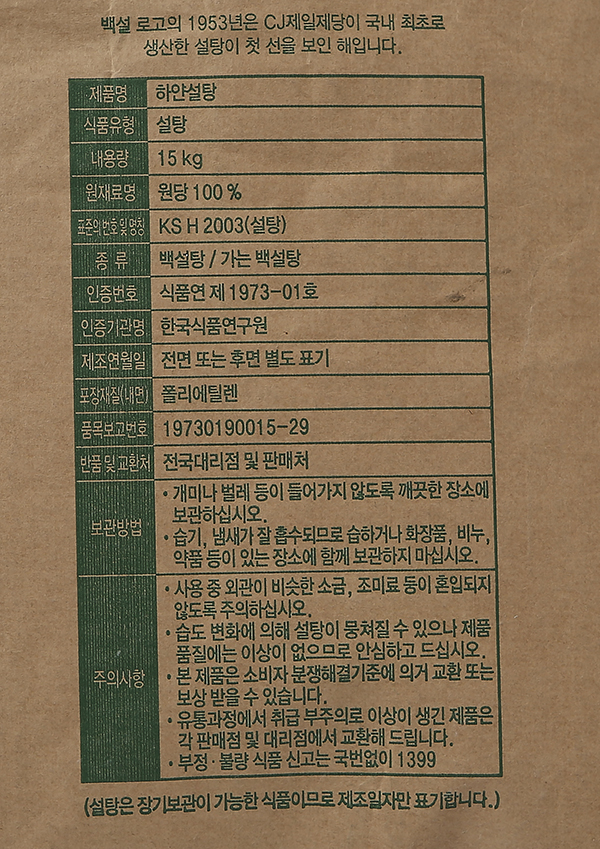 백설 로고의 1953년은 CJ제일제당이 국내 최초로
생산한 설탕이 첫 선을 보인 해입니다.
제품명 하얀설탕
식품유형 설탕
내용량 15 kg
원재료명 원당 100 %
표준의 번호 및 명칭 KS H 2003(설탕)
종 류 백설탕 / 가는 백설탕
인증번호 식품연 제 1973-01호
인증기관명 한국식품연구원
제조연월일 전면 또는 후면 별도 표기
포장재질(내면) 폴리에틸렌
품목보고번호 19730190015-29
반품 및 교환처 전국대리점 및 판매처
보관방법
· 개미나 벌레 등이 들어가지 않도록 깨끗한 장소에
보관하십시오.
· 습기, 냄새가 잘 흡수되므로 습하거나 화장품, 비누,
약품 등이 있는 장소에 함께 보관하지 마십시오.
주의사항
· 사용 중 외관이 비슷한 소금, 조미료 등이 혼입되지
않도록 주의하십시오.
· 습도 변화에 의해 설탕이 뭉쳐질 수 있으나 제품
품질에는 이상이 없으므로 안심하고 드십시오.
· 본 제품은 소비자 분쟁해결기준에 의거 교환 또는
보상 받을 수 있습니다.
· 유통과정에서 취급 부주의로 이상이 생긴 제품은
각 판매점 및 대리점에서 교환해 드립니다.
· 부정·불량 식품 신고는 국번없이 1399
(설탕은 장기보관이 가능한 식품이므로 제조일자만 표기합니다.)